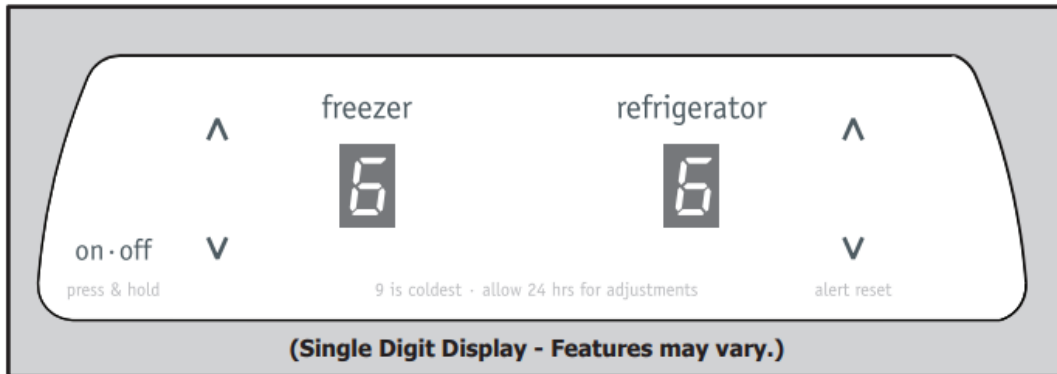 freezer refrigerator
∧ ∧
6 6
on·off ∨ ∨
press & hold 9 is coldest · allow 24 hrs for adjustments alert reset
(Single Digit Display - Features may vary.)